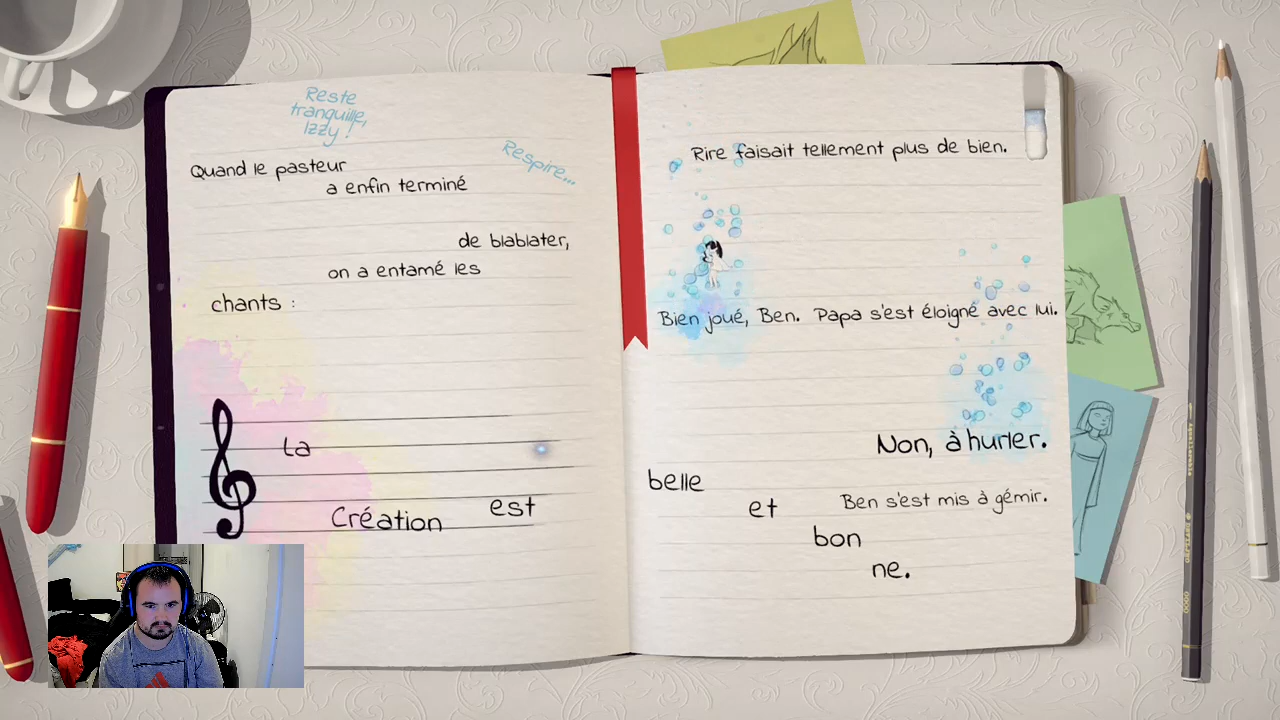 Reste
tranquille,
Izzy !
Respire...
Quand le pasteur
a enfin terminé
de blablater,
on a entamé les
chants :
La
Création
est
Rire faisait tellement plus de bien.
Bien joué, Ben. Papa s'est éloigné avec lui.
Non, à hurler.
belle
et
Ben s'est mis à gémir.
bon
ne.